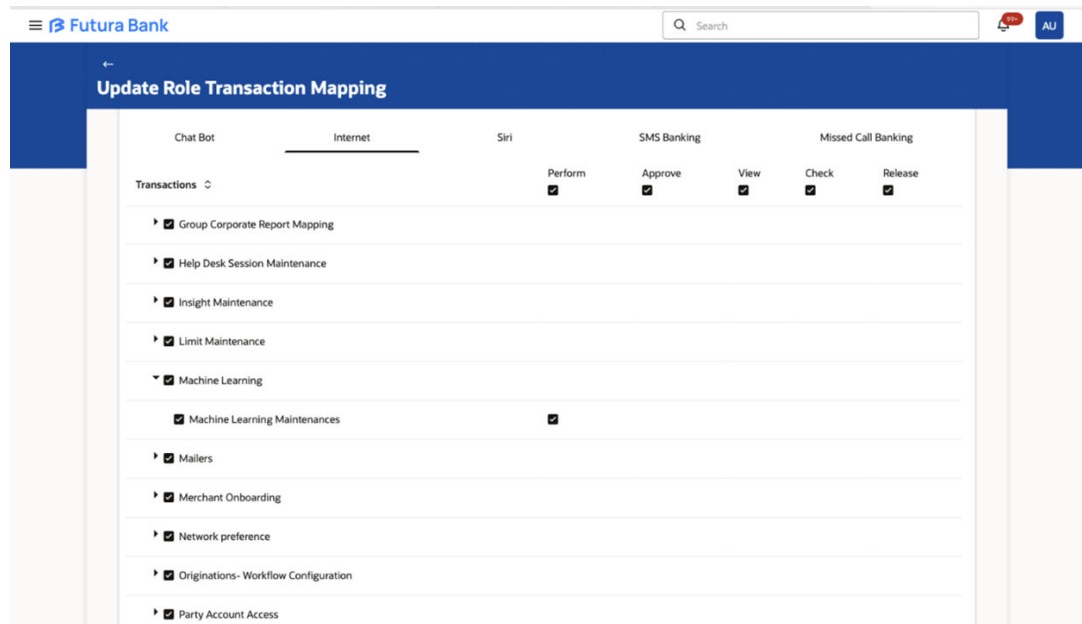 Futura Bank
Search
99+
AU
Update Role Transaction Mapping
Chat Bot Internet Siri SMS Banking Missed Call Banking
Transactions Perform Approve View Check Release
Group Corporate Report Mapping
Help Desk Session Maintenance
Insight Maintenance
Limit Maintenance
Machine Learning
Machine Learning Maintenances
Mailers
Merchant Onboarding
Network preference
Originations- Workflow Configuration
Party Account Access